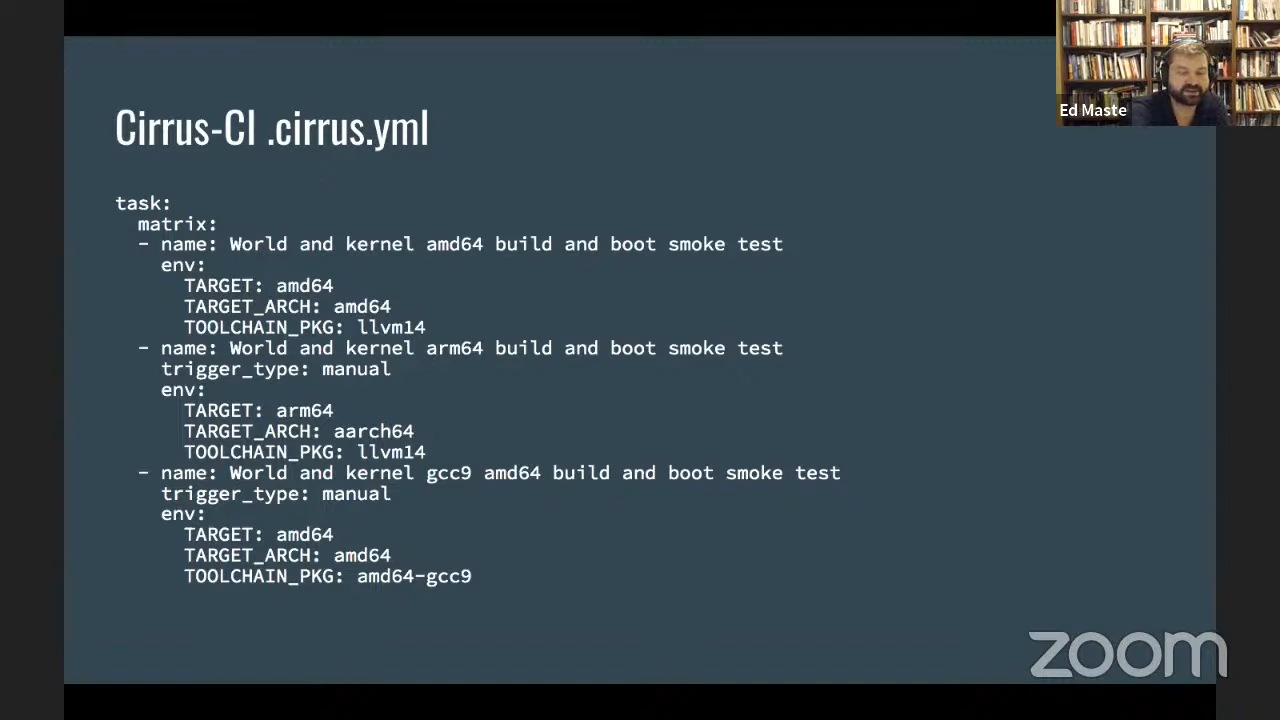 Cirrus-CI .cirrus.yml
Ed Maste
task:
matrix:
- name: World and kernel amd64 build and boot smoke test
env:
TARGET: amd64
TARGET_ARCH: amd64
TOOLCHAIN_PKG: llvm14
- name: World and kernel arm64 build and boot smoke test
trigger_type: manual
env:
TARGET: arm64
TARGET_ARCH: aarch64
TOOLCHAIN_PKG: llvm14
- name: World and kernel gcc9 amd64 build and boot smoke test
trigger_type: manual
env:
TARGET: amd64
TARGET_ARCH: amd64
TOOLCHAIN_PKG: amd64-gcc9
zoom